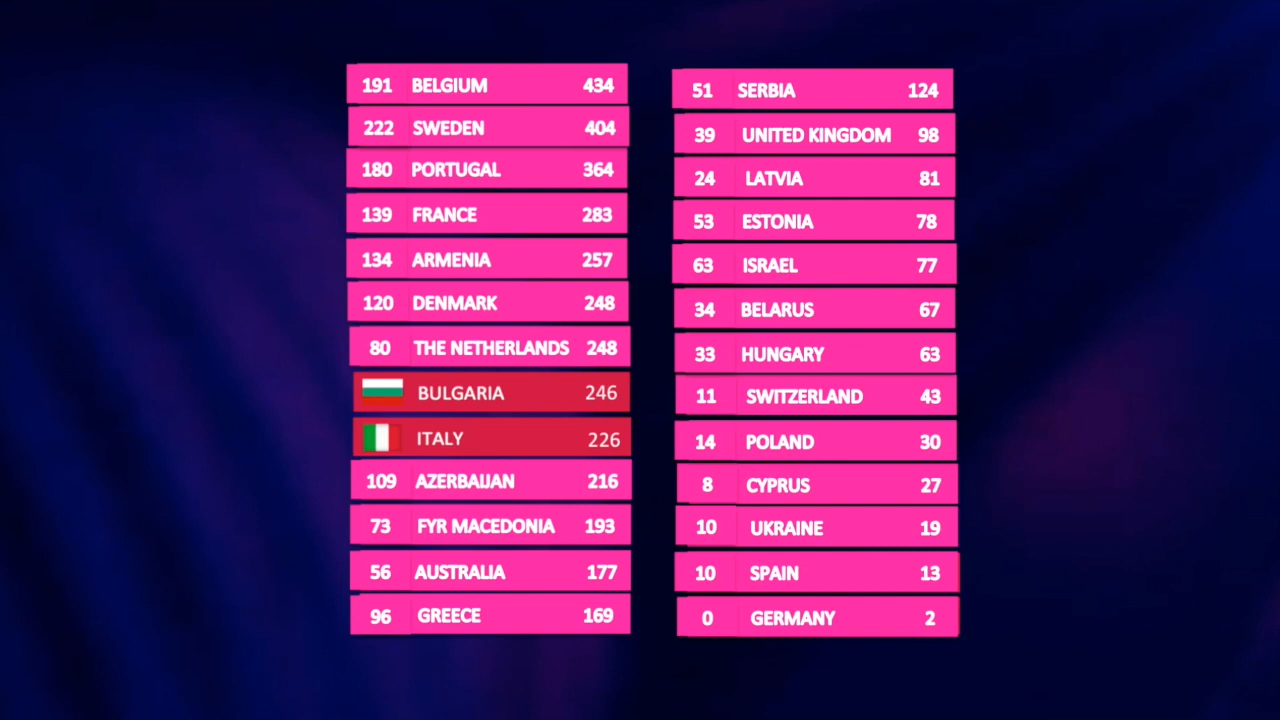 191 BELGIUM 434
222 SWEDEN 404
180 PORTUGAL 364
139 FRANCE 283
134 ARMENIA 257
120 DENMARK 248
80 THE NETHERLANDS 248
BULGARIA 246
ITALY 226
109 AZERBAIJAN 216
73 FYR MACEDONIA 193
56 AUSTRALIA 177
96 GREECE 169
51 SERBIA 124
39 UNITED KINGDOM 98
24 LATVIA 81
53 ESTONIA 78
63 ISRAEL 77
34 BELARUS 67
33 HUNGARY 63
11 SWITZERLAND 43
14 POLAND 30
8 CYPRUS 27
10 UKRAINE 19
10 SPAIN 13
0 GERMANY 2